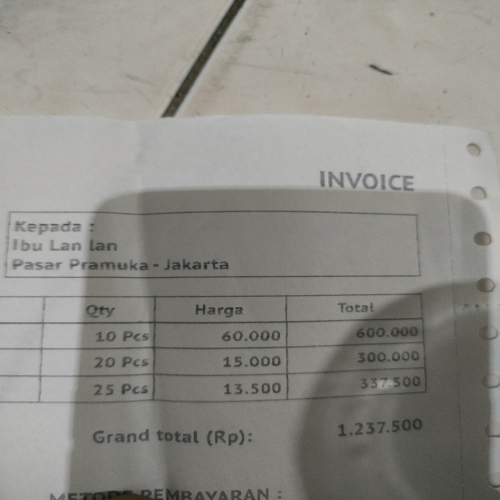 INVOICE
Kepada :
Ibu Lan lan
Pasar Pramuka - Jakarta
Qty Harga Total
10 Pcs 60.000 600.000
20 Pcs 15.000 300.000
25 Pcs 13.500 337.500
Grand total (Rp): 1.237.500
METODE PEMBAYARAN :